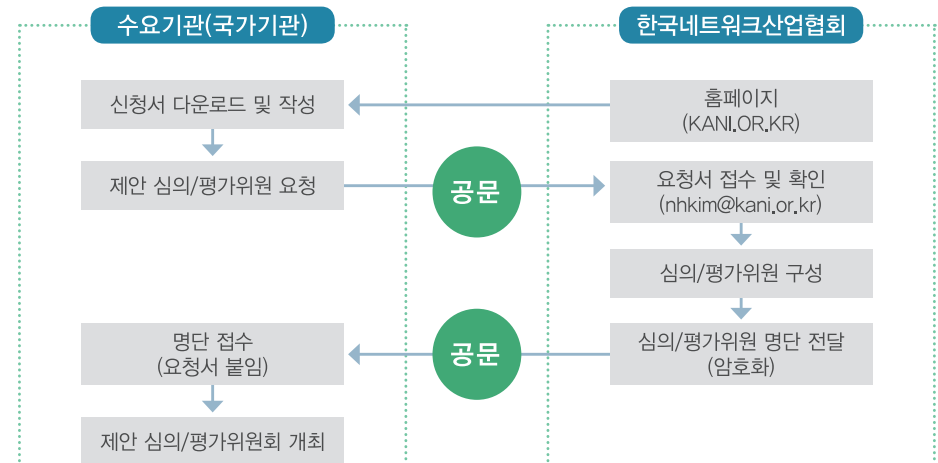 수요기관(국가기관)
한국네트워크산업협회
신청서 다운로드 및 작성
홈페이지
(KANI.OR.KR)
제안 심의/평가위원 요청
공문
요청서 접수 및 확인
(nhkim@kani.or.kr)
심의/평가위원 구성
명단 접수
(요청서 붙임)
공문
심의/평가위원 명단 전달
(암호화)
제안 심의/평가위원회 개최